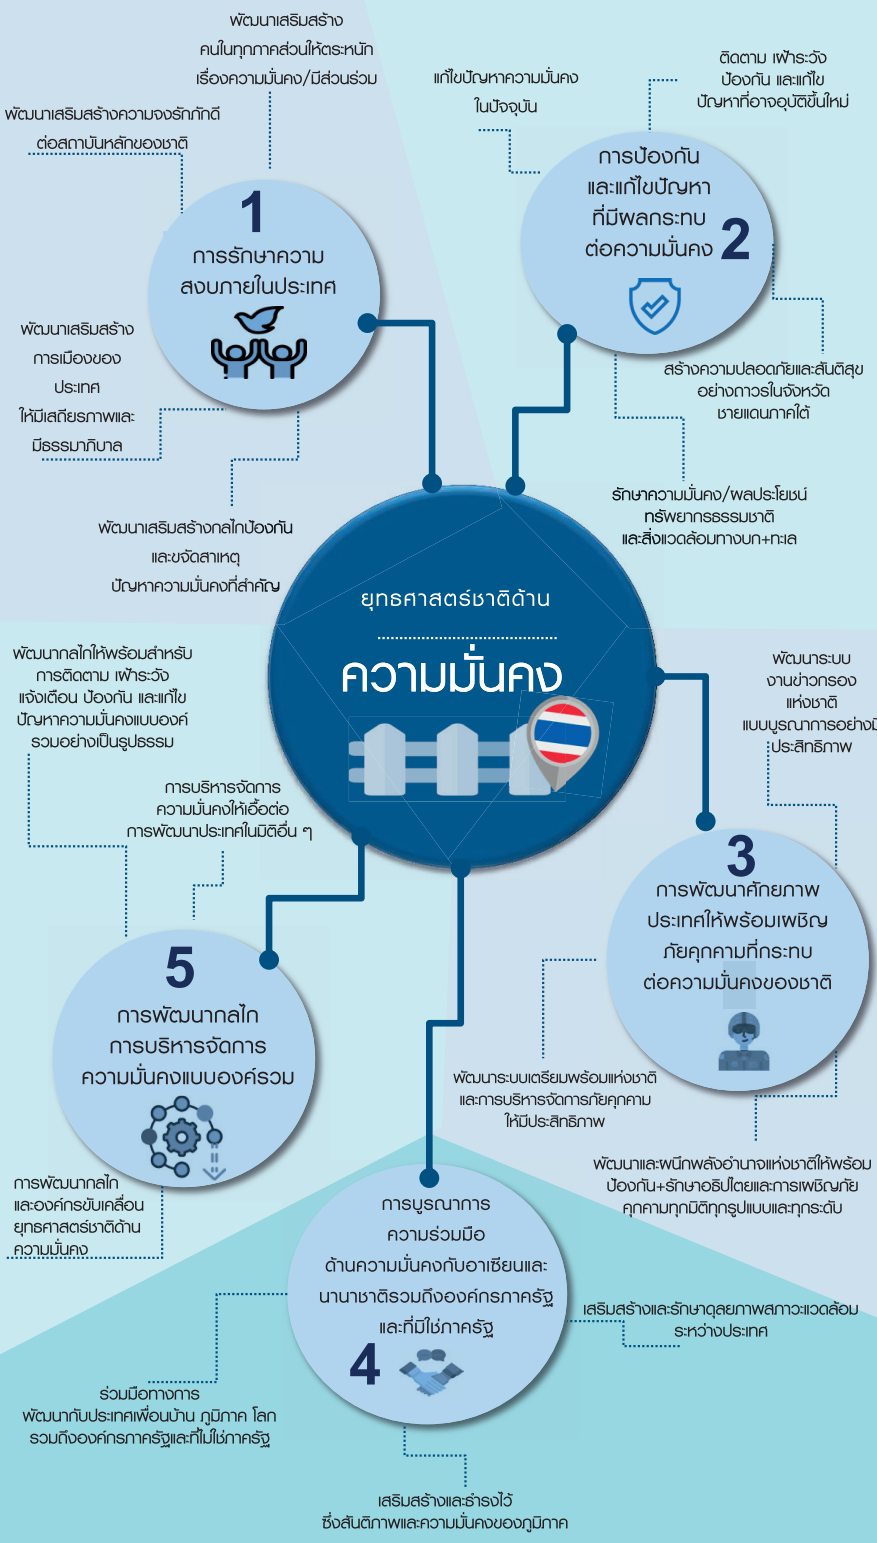 ยุทธศาสตร์ชาติด้าน
ความมั่นคง
พัฒนาเสริมสร้าง
คนในทุกภาคส่วนให้ตระหนัก
เรื่องความมั่นคง/มีส่วนร่วม
พัฒนาเสริมสร้างความจงรักภักดี
ต่อสถาบันหลักของชาติ
1
การรักษาความ
สงบภายในประเทศ
พัฒนาเสริมสร้าง
การเมืองของ
ประเทศ
ให้มีเสถียรภาพและ
มีธรรมาภิบาล
พัฒนาเสริมสร้างกลไกป้องกัน
และขจัดสาเหตุ
ปัญหาความมั่นคงที่สำคัญ
แก้ไขปัญหาความมั่นคง
ในปัจจุบัน
ติดตาม เฝ้าระวัง
ป้องกัน และแก้ไข
ปัญหาที่อาจอุบัติขึ้นใหม่
การป้องกัน
และแก้ไขปัญหา
ที่มีผลกระทบ
ต่อความมั่นคง 2
สร้างความปลอดภัยและสันติสุข
อย่างถาวรในจังหวัด
ชายแดนภาคใต้
รักษาความมั่นคง/ผลประโยชน์
ทรัพยากรธรรมชาติ
และสิ่งแวดล้อมทางบก+ทะเล
พัฒนาระบบ
งานข่าวกรอง
แห่งชาติ
แบบบูรณาการอย่างมี
ประสิทธิภาพ
3
การพัฒนาศักยภาพ
ประเทศให้พร้อมเผชิญ
ภัยคุกคามที่กระทบ
ต่อความมั่นคงของชาติ
พัฒนาระบบเตรียมพร้อมแห่งชาติ
และการบริหารจัดการภัยคุกคาม
ให้มีประสิทธิภาพ
พัฒนาและผนึกพลังอำนาจแห่งชาติให้พร้อม
ป้องกัน+รักษาอธิปไตยและการเผชิญภัย
คุกคามทุกมิติทุกรูปแบบและทุกระดับ
พัฒนากลไกให้พร้อมสำหรับ
การติดตาม เฝ้าระวัง
แจ้งเตือน ป้องกัน และแก้ไข
ปัญหาความมั่นคงแบบองค์
รวมอย่างเป็นรูปธรรม
การบริหารจัดการ
ความมั่นคงให้เอื้อต่อ
การพัฒนาประเทศในมิติอื่น ๆ
5
การพัฒนากลไก
การบริหารจัดการ
ความมั่นคงแบบองค์รวม
การพัฒนากลไก
และองค์กรขับเคลื่อน
ยุทธศาสตร์ชาติด้าน
ความมั่นคง
การบูรณาการ
ความร่วมมือ
ด้านความมั่นคงกับอาเซียนและ
นานาชาติรวมถึงองค์กรภาครัฐ
และที่มิใช่ภาครัฐ
4
เสริมสร้างและรักษาดุลยภาพสภาวะแวดล้อม
ระหว่างประเทศ
ร่วมมือทางการ
พัฒนากับประเทศเพื่อนบ้าน ภูมิภาค โลก
รวมถึงองค์กรภาครัฐและที่ไม่ใช่ภาครัฐ
เสริมสร้างและธำรงไว้
ซึ่งสันติภาพและความมั่นคงของภูมิภาค